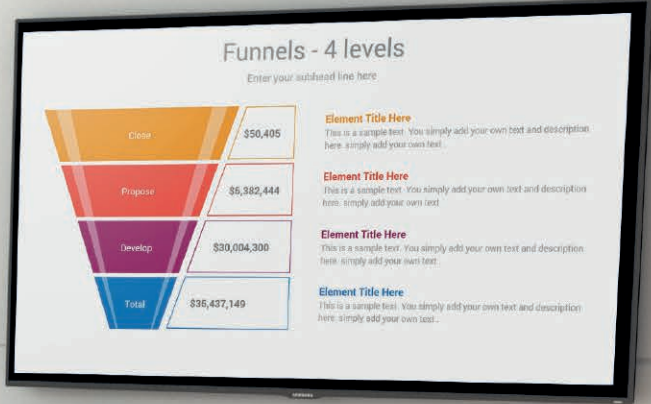 Funnels - 4 levels
Enter your subhead line here
Close
$50,405
Element Title Here
This is a sample text. You simply add your own text and description
here. simply add your own text .
Propose
$5,382,444
Element Title Here
This is a sample text. You simply add your own text and description
here. simply add your own text
Develop
$30,004,300
Element Title Here
This is a sample text. You simply add your own text and description
here. simply add your own text
Total
$35,437,149
Element Title Here
This is a sample text. You simply add your own text and description
here. simply add your own text .
SAMSUNG